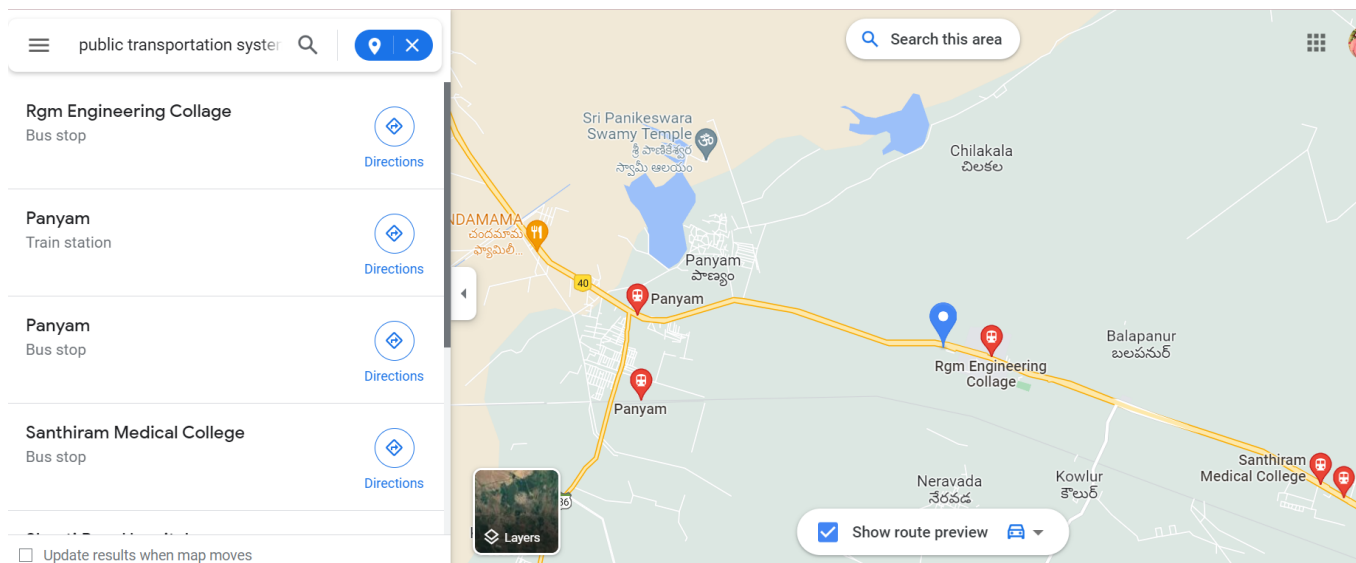 public transportation system
Rgm Engineering Collage
Bus stop
Directions
Panyam
Train station
Directions
Panyam
Bus stop
Directions
Santhiram Medical College
Bus stop
Directions
Update results when map moves
Search this area
Sri Panikeswara
Swamy Temple
శ్రీ పాణికేశ్వర
స్వామీ ఆలయం
Chilakala
చిలకల
NDAMAMA
చందమామ
ఫ్యామిలీ...
Panyam
పాణ్యం
40
Panyam
Panyam
Rgm Engineering
Collage
Balapanur
బలపనుర్
Santhiram
Medical College
Neravada
నేరవడ
Kowlur
కౌలుర్
Layers
Show route preview